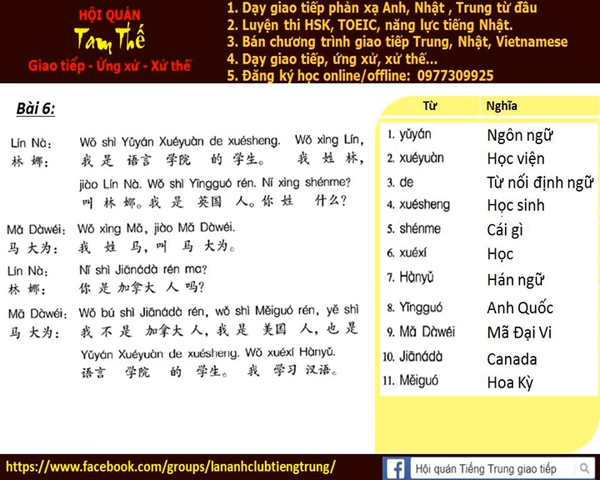 HỘI QUÁN
Tam Thế
Giao tiếp - Ứng xử - Xử thế
1. Dạy giao tiếp phản xạ Anh, Nhật , Trung từ đầu
2. Luyện thi HSK, TOEIC, năng lực tiếng Nhật.
3. Bán chương trình giao tiếp Trung, Nhật, Vietnamese
4. Dạy giao tiếp, ứng xử, xử thế...
5. Đăng ký học online/offline: 0977309925
Bài 6:
Lín Nà: Wǒ shì Yǔyán Xuéyuàn de xuésheng. Wǒ xìng Lín,
林 娜: 我 是 语言 学院 的 学生。 我 姓 林,
jiào Lín Nà. Wǒ shì Yīngguó rén. Nǐ xìng shénme?
叫 林 娜。我 是 英国 人。你 姓 什么?
Mǎ Dàwéi: Wǒ xìng Mǎ, jiào Mǎ Dàwéi.
马 大为: 我 姓 马, 叫 马 大为。
Lín Nà: Nǐ shì Jiānádà rén ma?
林 娜: 你 是 加拿大 人 吗?
Mǎ Dàwéi: Wǒ bú shì Jiānádà rén, wǒ shì Měiguó rén, yě shì
马 大为: 我 不 是 加拿大 人, 我 是 美国 人, 也 是
Yǔyán Xuéyuàn de xuésheng. Wǒ xuéxí Hànyǔ.
语言 学院 的 学生。 我 学习 汉语。
Từ Nghĩa
1. yǔyán Ngôn ngữ
2. xuéyuàn Học viện
3. de Từ nối định ngữ
4. xuésheng Học sinh
5. shénme Cái gì
6. xuéxí Học
7. Hànyǔ Hán ngữ
8. Yīngguó Anh Quốc
9. Mǎ Dàwéi Mã Đại Vi
10. Jiānádà Canada
11. Měiguó Hoa Kỳ
https://www.facebook.com/groups/lananhclubtiengtrung/
f Hội quán Tiếng Trung giao tiếp